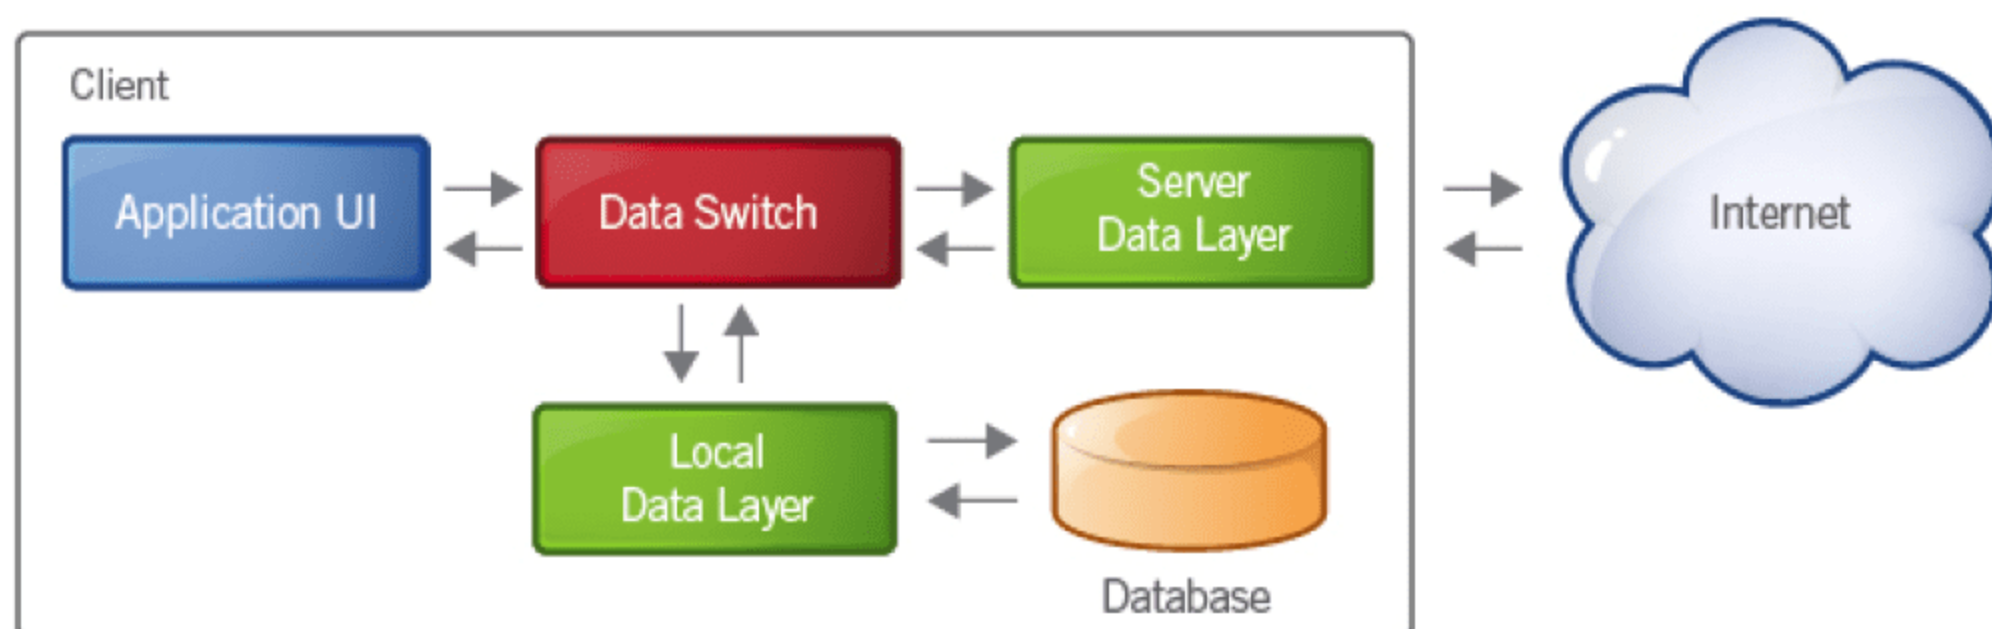 Client
Application UI
Data Switch
Server
Data Layer
Internet
Local
Data Layer
Database